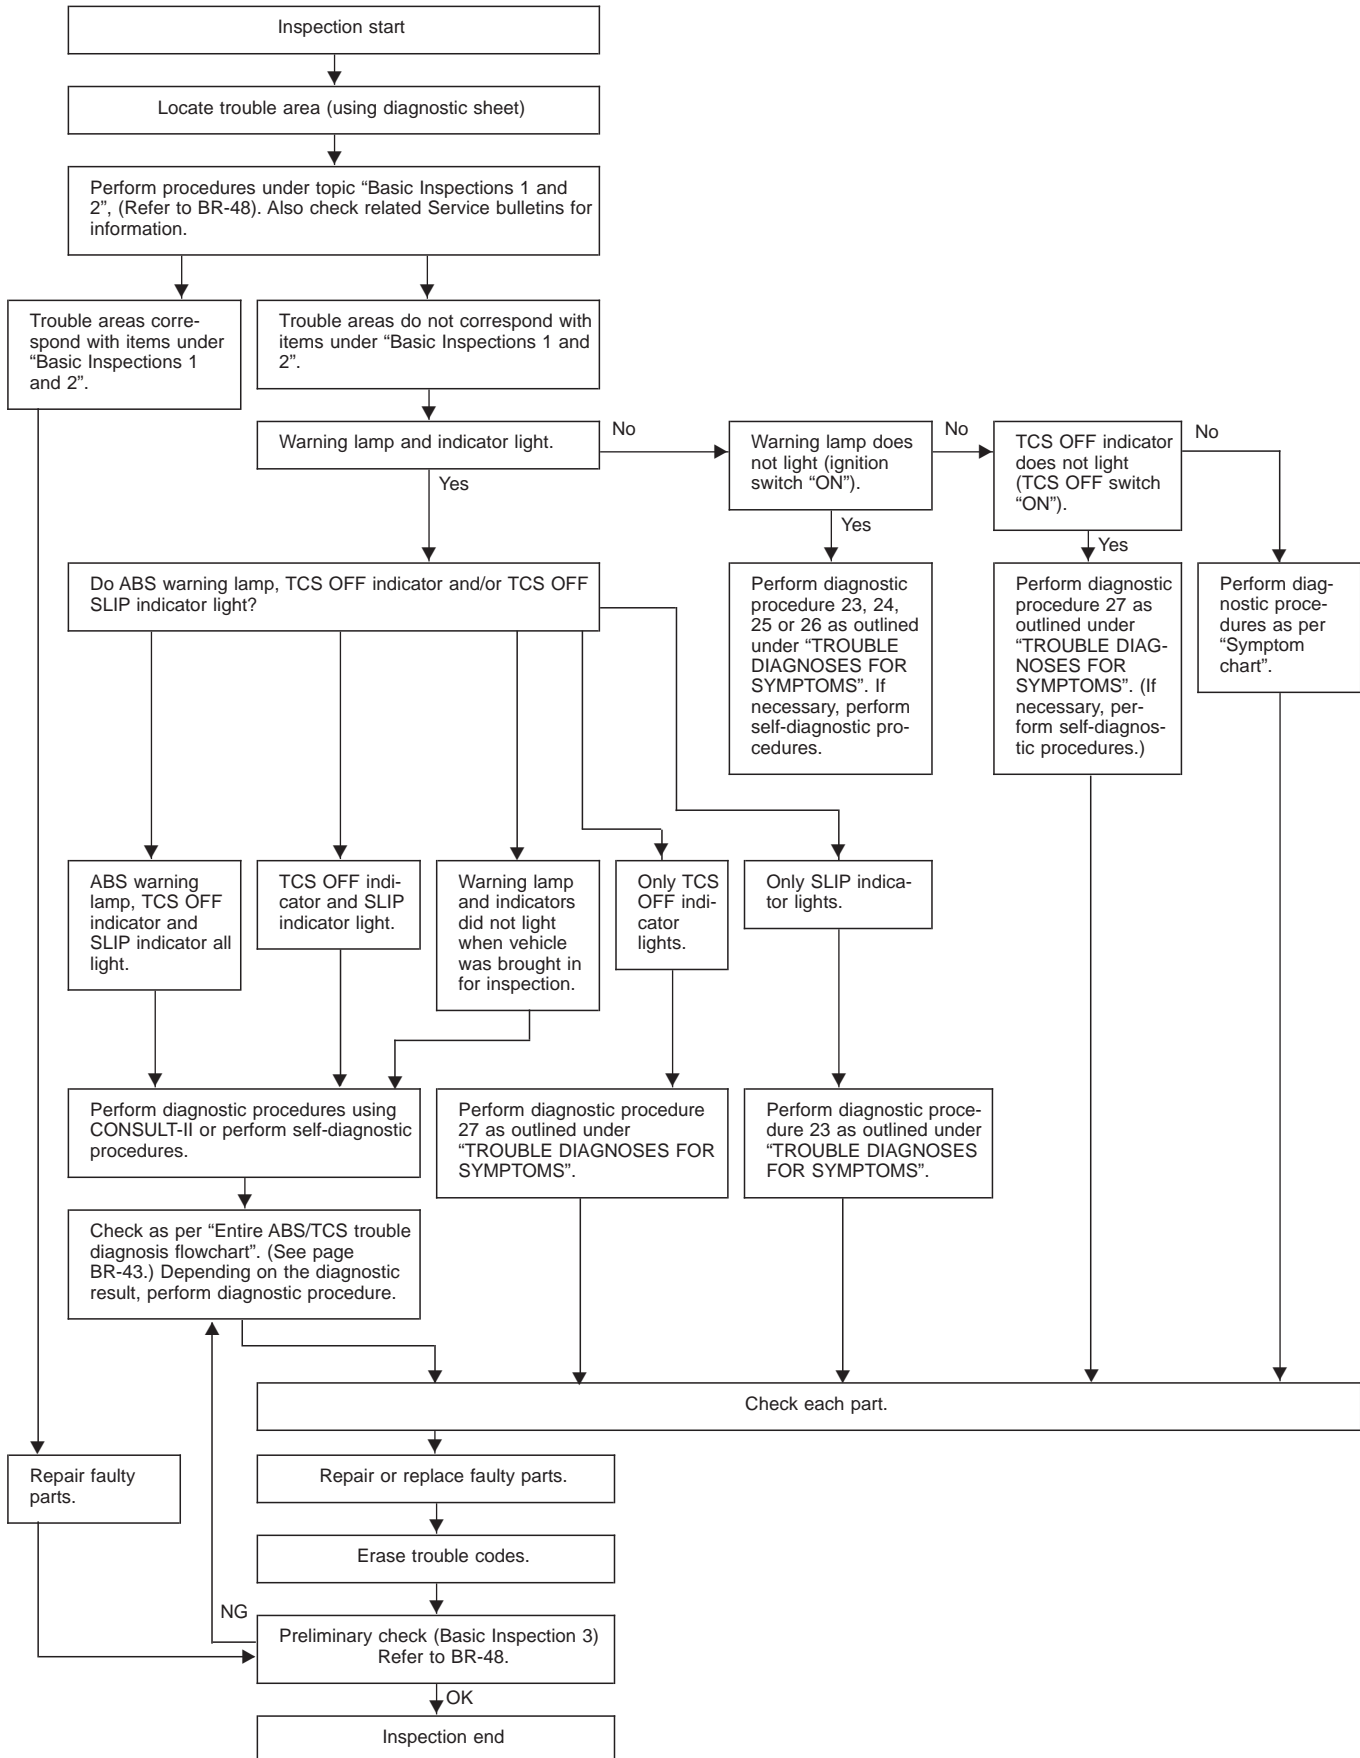 Inspection start
Locate trouble area (using diagnostic sheet)
Perform procedures under topic “Basic Inspections 1 and
2”, (Refer to BR-48). Also check related Service bulletins for
information.
Trouble areas corre-
spond with items under
“Basic Inspections 1
and 2”.
Trouble areas do not correspond with
items under “Basic Inspections 1 and
2”.
Warning lamp and indicator light.
No
Warning lamp does
not light (ignition
switch “ON”).
No
TCS OFF indicator
does not light
(TCS OFF switch
“ON”).
No
Yes
Yes
Yes
Do ABS warning lamp, TCS OFF indicator and/or TCS OFF
SLIP indicator light?
Perform diagnostic
procedure 23, 24,
25 or 26 as outlined
under “TROUBLE
DIAGNOSES FOR
SYMPTOMS”. If
necessary, perform
self-diagnostic pro-
cedures.
Perform diagnostic
procedure 27 as
outlined under
“TROUBLE DIAG-
NOSES FOR
SYMPTOMS”. (If
necessary, per-
form self-diagnos-
tic procedures.)
Perform diag-
nostic proce-
dures as per
“Symptom
chart”.
ABS warning
lamp, TCS OFF
indicator and
SLIP indicator all
light.
TCS OFF indi-
cator and SLIP
indicator light.
Warning lamp
and indicators
did not light
when vehicle
was brought in
for inspection.
Only TCS
OFF indi-
cator
lights.
Only SLIP indica-
tor lights.
Perform diagnostic procedures using
CONSULT-II or perform self-diagnostic
procedures.
Perform diagnostic procedure
27 as outlined under
“TROUBLE DIAGNOSES FOR
SYMPTOMS”.
Perform diagnostic proce-
dure 23 as outlined under
“TROUBLE DIAGNOSES
FOR SYMPTOMS”.
Check as per “Entire ABS/TCS trouble
diagnosis flowchart”. (See page
BR-43.) Depending on the diagnostic
result, perform diagnostic procedure.
Check each part.
Repair faulty
parts.
Repair or replace faulty parts.
Erase trouble codes.
NG
Preliminary check (Basic Inspection 3)
Refer to BR-48.
OK
Inspection end